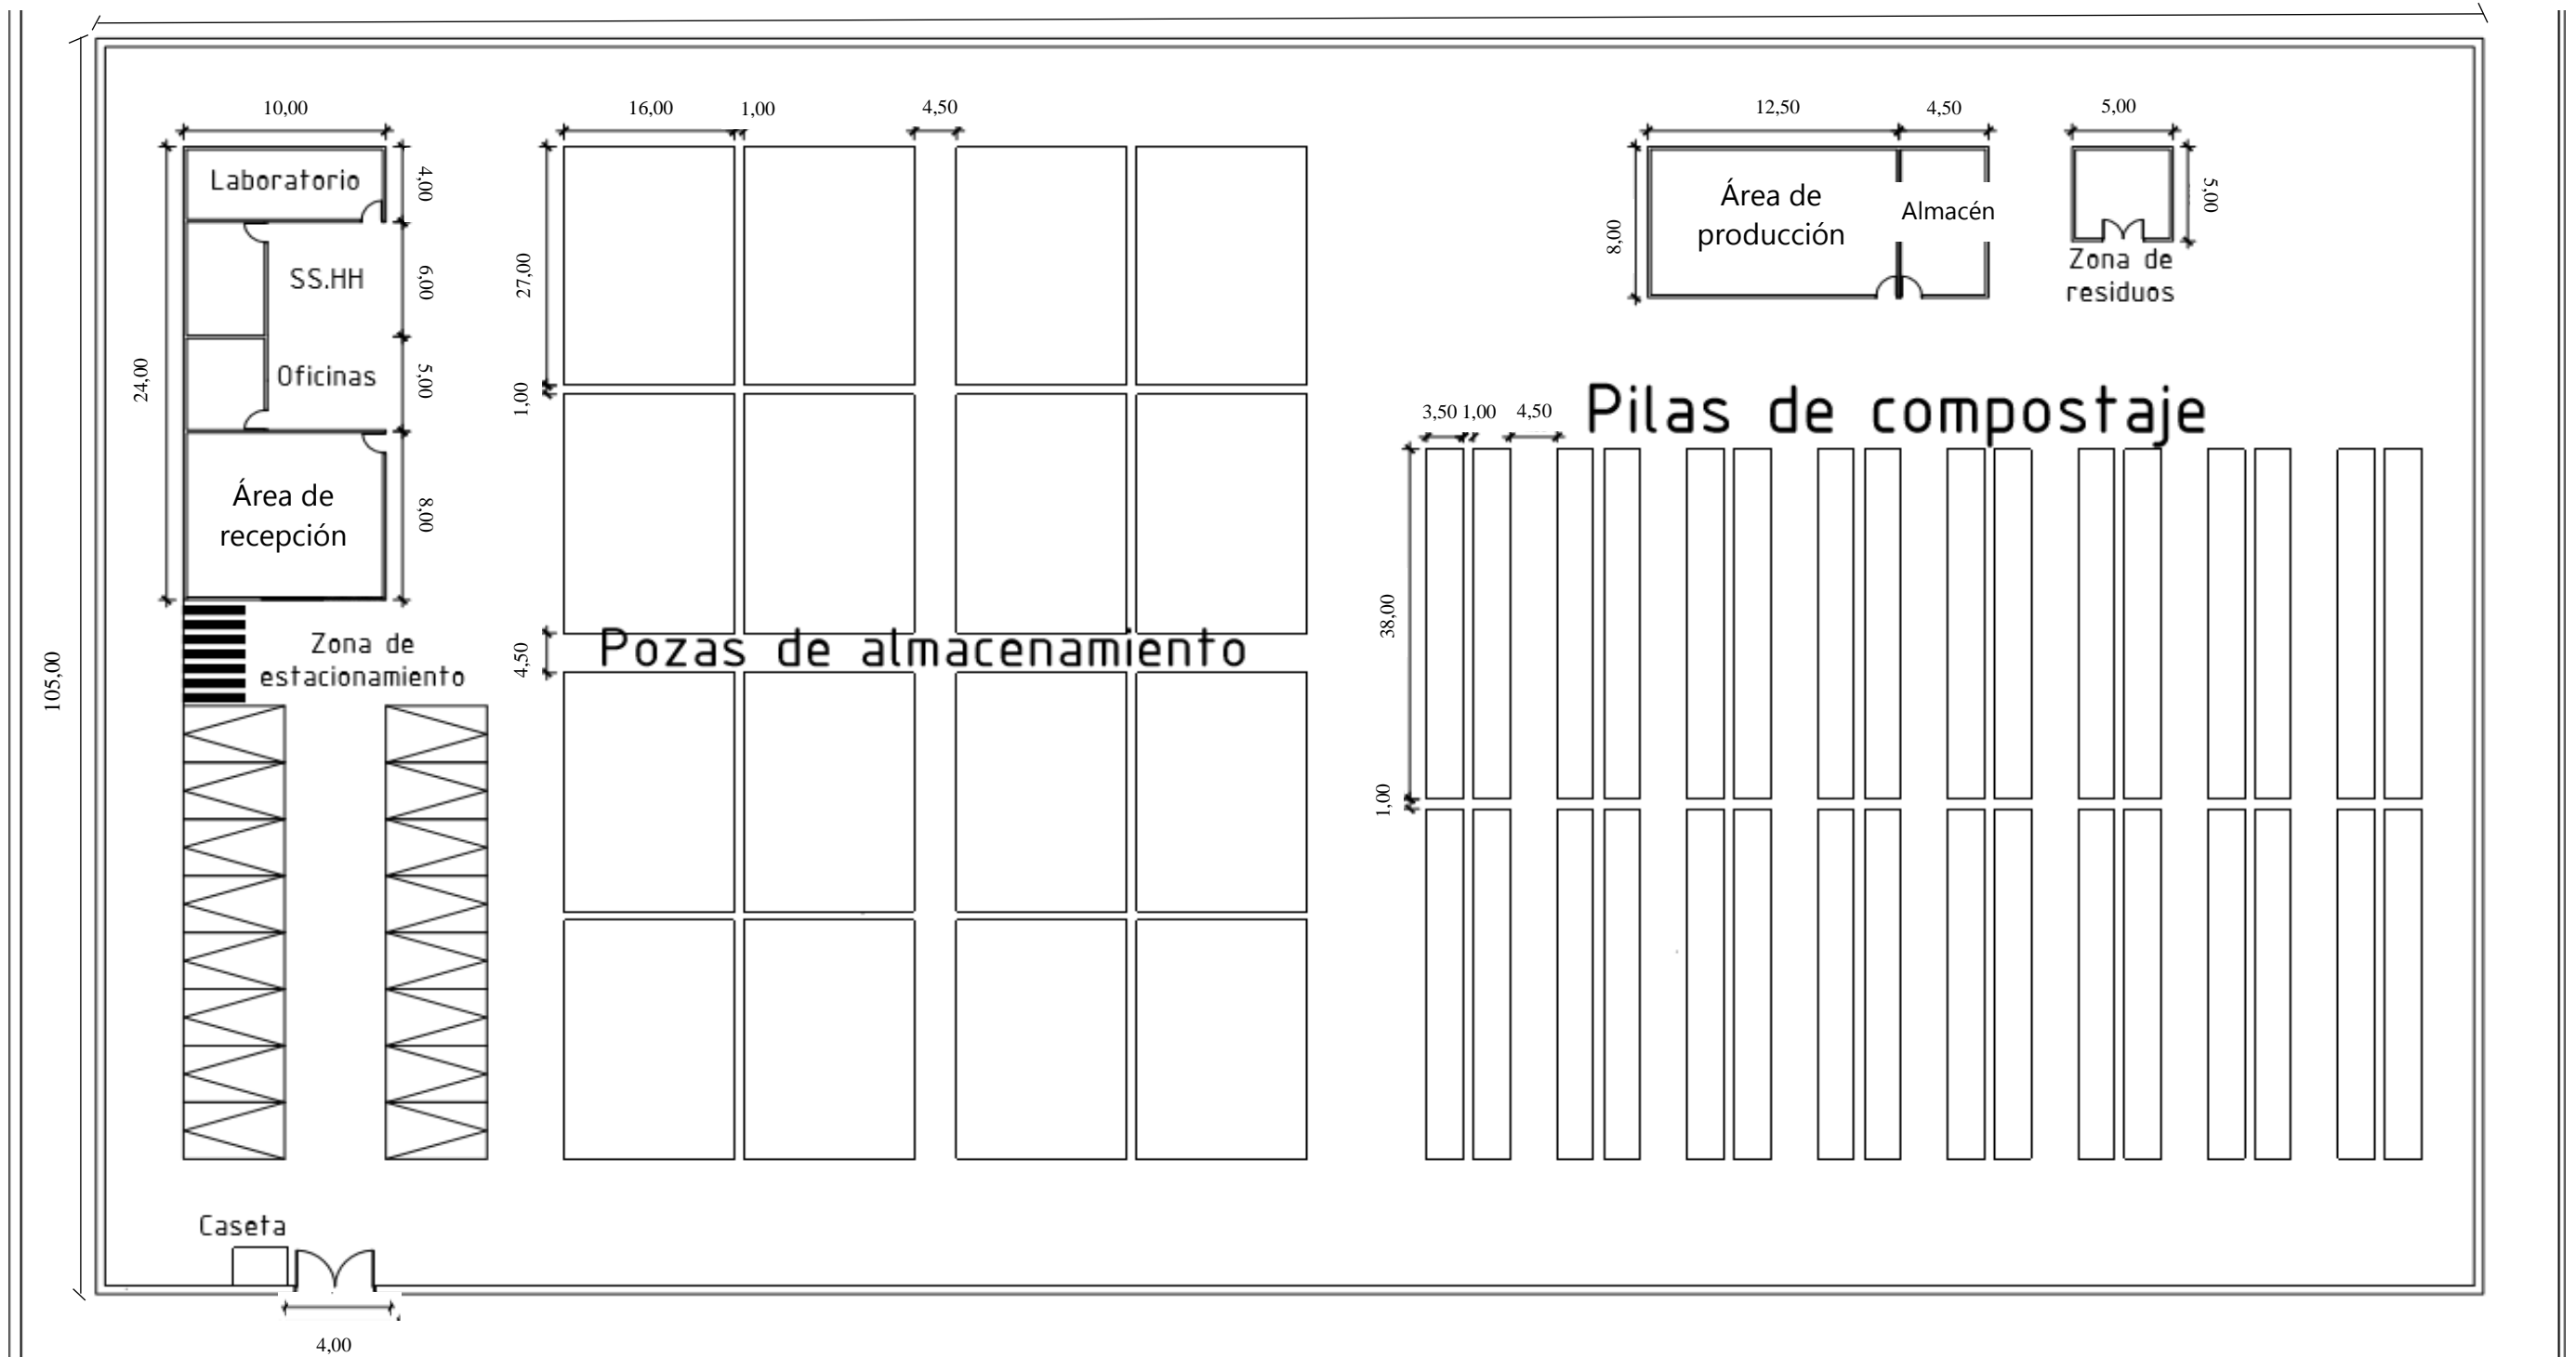 10,00
16,00
1,00
4,50
12,50
4,50
5,00
Laboratorio
4,00
SS.HH
6,00
Oficinas
5,00
Área de
recepción
8,00
24,00
105,00
27,00
1,00
4,50
Pozas de almacenamiento
Zona de
estacionamiento
Área de
producción
Almacén
8,00
5,00
Zona de
residuos
Pilas de compostaje
3,50
1,00
4,50
38,00
1,00
Caseta
4,00